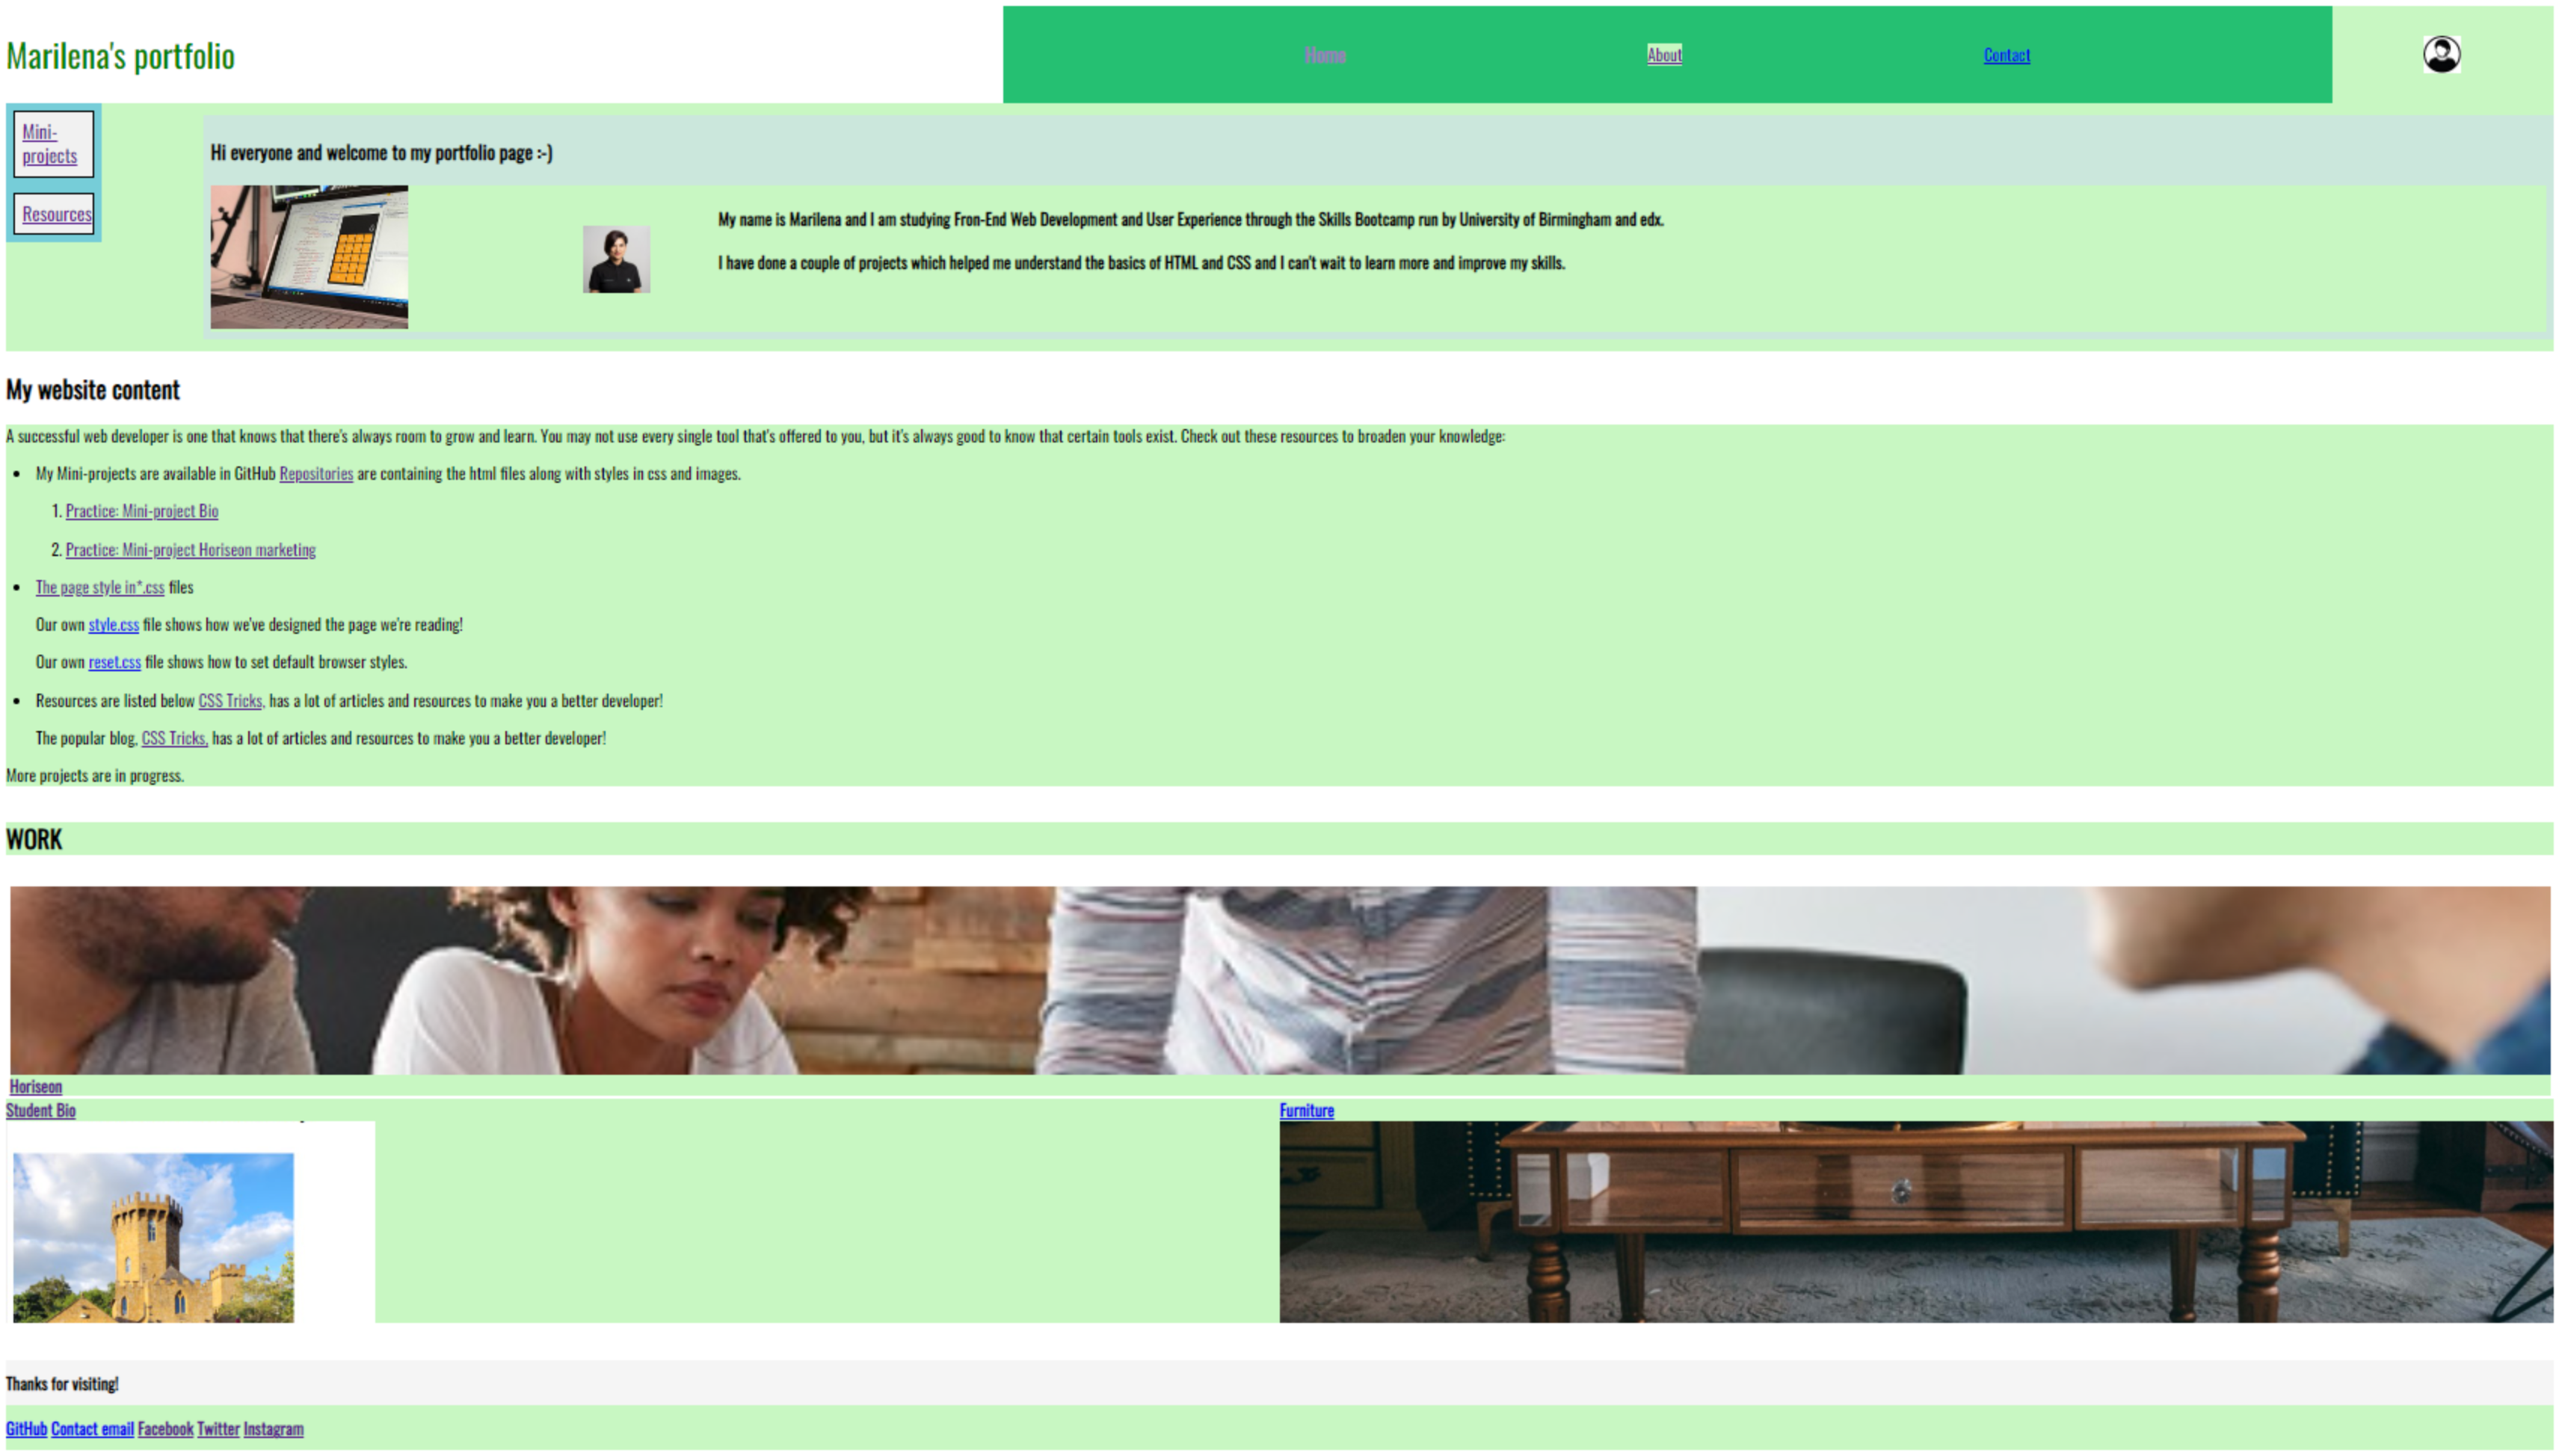 Marilena's portfolio
Home
About
Contact
Mini-
projects
Resources
Hi everyone and welcome to my portfolio page :-)
My name is Marilena and I am studying Fron-End Web Development and User Experience through the Skills Bootcamp run by University of Birmingham and edx.
I have done a couple of projects which helped me understand the basics of HTML and CSS and I can't wait to learn more and improve my skills.
My website content
A successful web developer is one that knows that there's always room to grow and learn. You may not use every single tool that's offered to you, but it's always good to know that certain tools exist. Check out these resources to broaden your knowledge:
• My Mini-projects are available in GitHub Repositories are containing the html files along with styles in css and images.
1. Practice: Mini-project Bio
2. Practice: Mini-project Horiseon marketing
• The page style in*.css files
Our own style.css file shows how we've designed the page we're reading!
Our own reset.css file shows how to set default browser styles.
• Resources are listed below CSS Tricks, has a lot of articles and resources to make you a better developer!
The popular blog, CSS Tricks, has a lot of articles and resources to make you a better developer!
More projects are in progress.
WORK
Horiseon
Student Bio
Furniture
Thanks for visiting!
GitHub Contact email Facebook Twitter Instagram